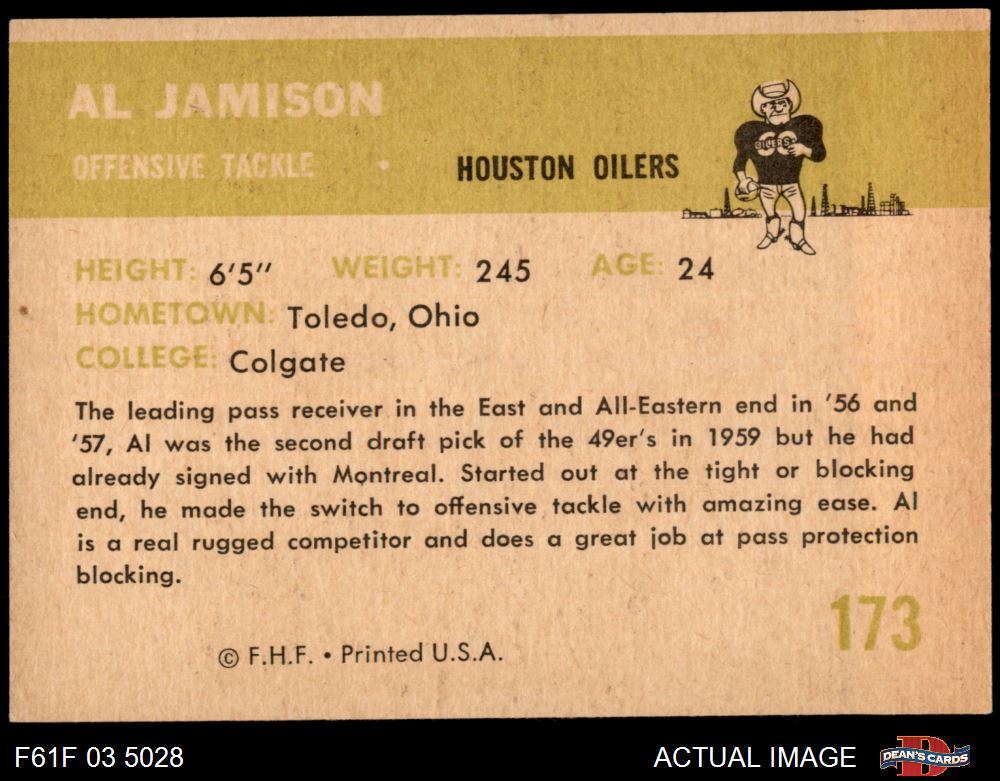 AL JAMISON
OFFENSIVE TACKLE • HOUSTON OILERS
OILERS
HEIGHT: 6'5" WEIGHT: 245 AGE: 24
HOMETOWN: Toledo, Ohio
COLLEGE: Colgate
The leading pass receiver in the East and All-Eastern end in '56 and
'57, Al was the second draft pick of the 49er's in 1959 but he had
already signed with Montreal. Started out at the tight or blocking
end, he made the switch to offensive tackle with amazing ease. Al
is a real rugged competitor and does a great job at pass protection
blocking.
173
© F.H.F. • Printed U.S.A.
F61F 03 5028 ACTUAL IMAGE D DEAN'S CARDS